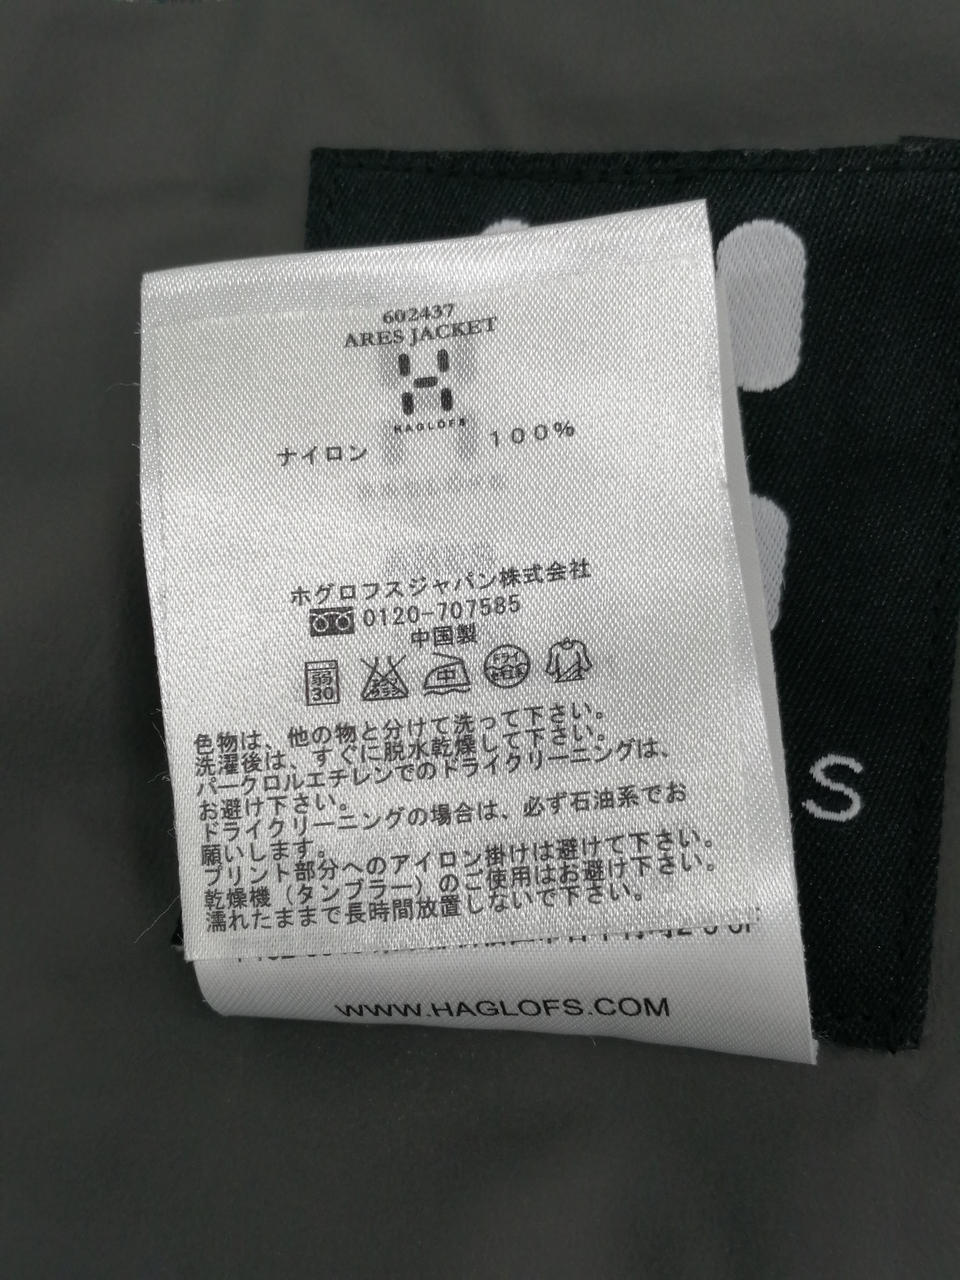 602437
ARES JACKET
HAGLOFS
ナイロン 100%
ホグロフスジャパン株式会社
0120-707585
中国製
弱 30 中 ドライ
色物は、他の物と分けて洗って下さい。
洗濯後は、すぐに脱水乾燥して下さい。
パークロルエチレンでのドライクリーニングは、
お避け下さい。
ドライクリーニングの場合は、必ず石油系でお
願いします。
プリント部分へのアイロン掛けは避けて下さい。
乾燥機（タンブラー）のご使用はお避け下さい。
濡れたままで長時間放置しないで下さい。
WWW.HAGLOFS.COM
S